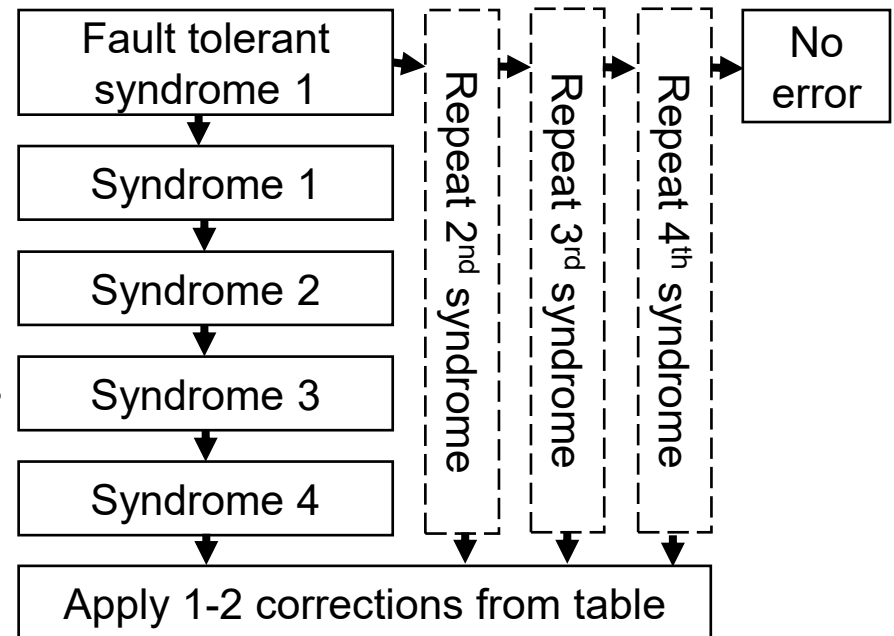 Fault tolerant
syndrome 1
Syndrome 1
Syndrome 2
Syndrome 3
Syndrome 4
Repeat 2nd syndrome
Repeat 3rd syndrome
Repeat 4th syndrome
No
error
Apply 1-2 corrections from table